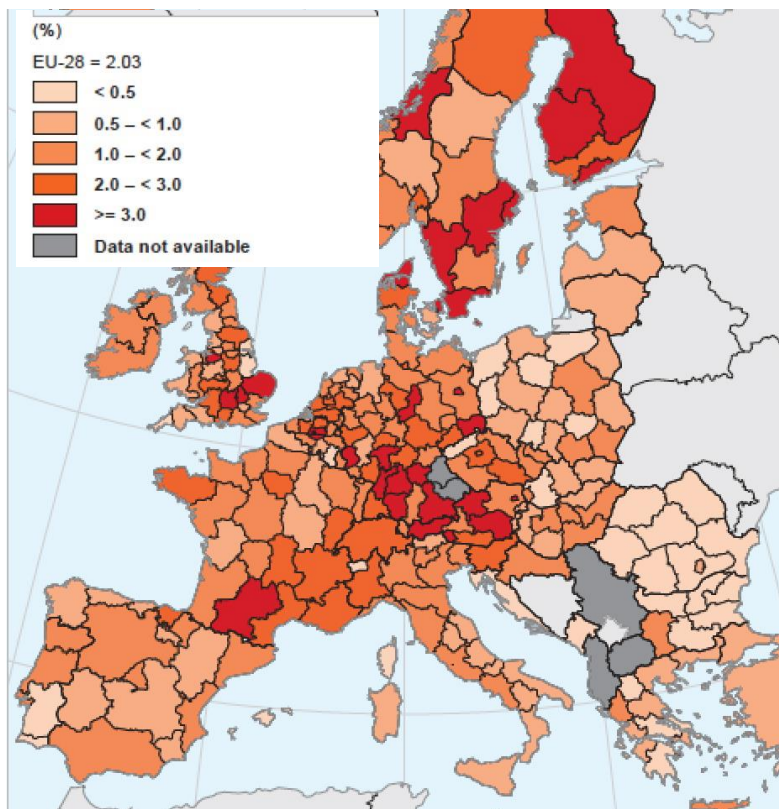 (%)
EU-28 = 2.03
< 0.5
0.5 – < 1.0
1.0 – < 2.0
2.0 – < 3.0
>= 3.0
Data not available